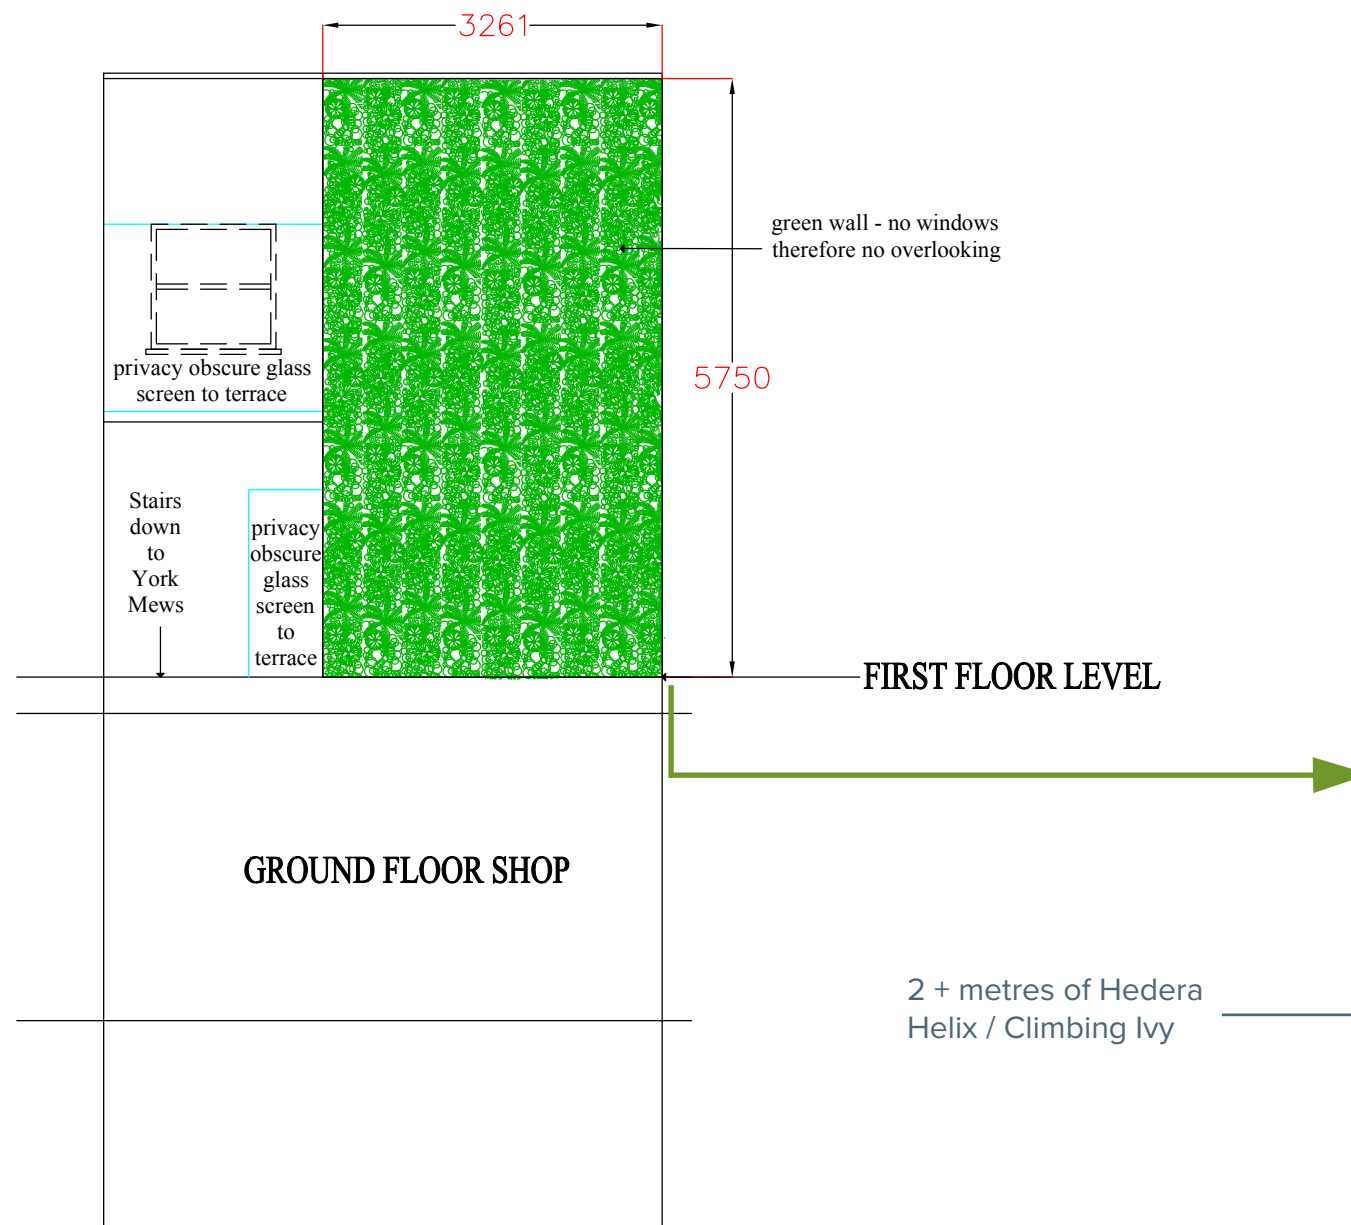 3261
green wall - no windows
therefore no overlooking
privacy obscure glass
screen to terrace
5750
Stairs
down
to
York
Mews
privacy
obscure
glass
screen
to
terrace
FIRST FLOOR LEVEL
GROUND FLOOR SHOP
2 + metres of Hedera
Helix / Climbing Ivy